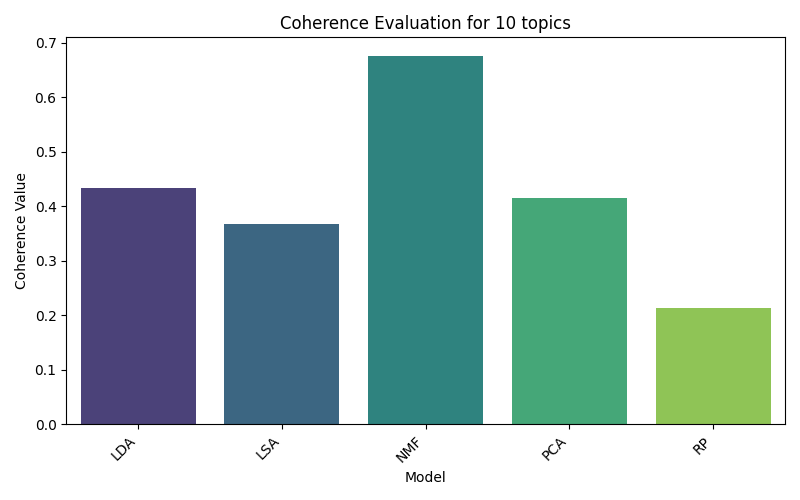 Coherence Evaluation for 10 topics
0.7
0.6
0.5
0.4
0.3
0.2
0.1
0.0
Coherence Value
LDA
LSA
NMF
PCA
RP
Model